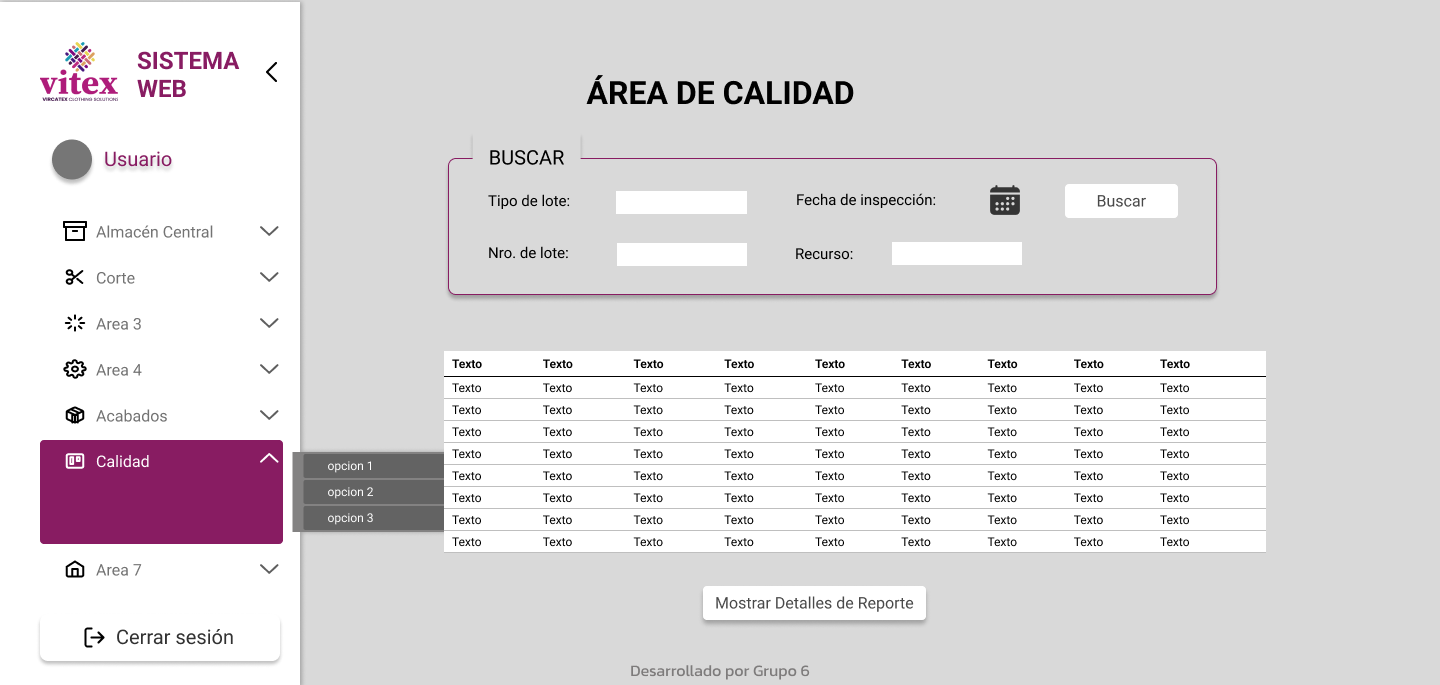 vitex
VIRCATEX CLOTHING SOLUTIONS
SISTEMA
WEB
Usuario
Almacén Central
Corte
Area 3
Area 4
Acabados
Calidad
opcion 1
opcion 2
opcion 3
Area 7
Cerrar sesión
ÁREA DE CALIDAD
BUSCAR
Tipo de lote:
Fecha de inspección:
Buscar
Nro. de lote:
Recurso:
Texto Texto Texto Texto Texto Texto Texto Texto Texto
Texto Texto Texto Texto Texto Texto Texto Texto Texto
Texto Texto Texto Texto Texto Texto Texto Texto Texto
Texto Texto Texto Texto Texto Texto Texto Texto Texto
Texto Texto Texto Texto Texto Texto Texto Texto Texto
Texto Texto Texto Texto Texto Texto Texto Texto Texto
Texto Texto Texto Texto Texto Texto Texto Texto Texto
Texto Texto Texto Texto Texto Texto Texto Texto Texto
Texto Texto Texto Texto Texto Texto Texto Texto Texto
Mostrar Detalles de Reporte
Desarrollado por Grupo 6